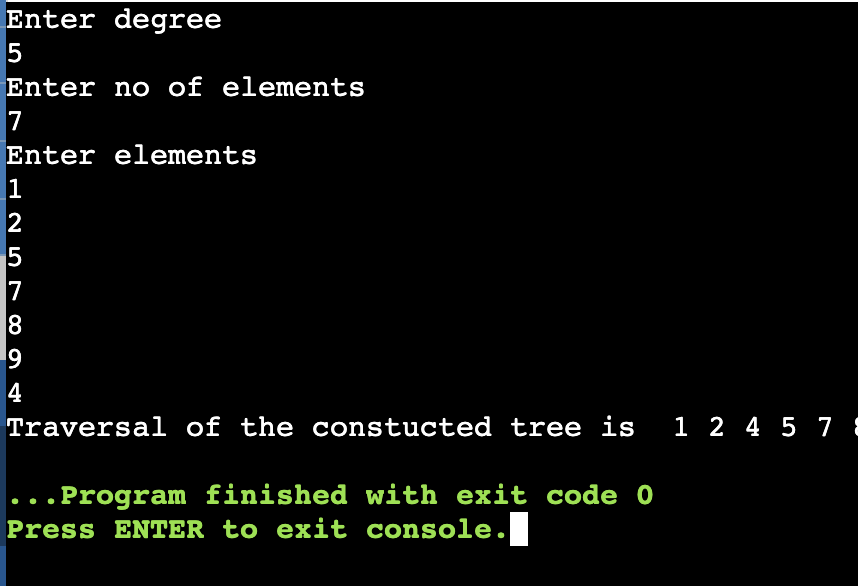 Enter degree
5
Enter no of elements
7
Enter elements
1
2
5
7
8
9
4
Traversal of the constucted tree is  1 2 4 5 7
...Program finished with exit code 0
Press ENTER to exit console.